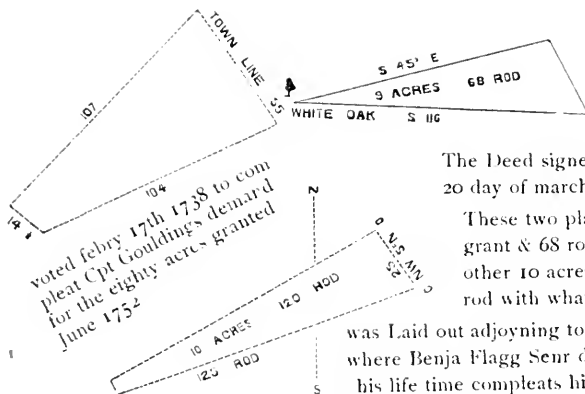 TOWN LINE
35
107
104
14
S 45° E
9 ACRES 68 ROD
WHITE OAK S 116
voted febry 17th 1738 to com
pleat Cpt Gouldings demard
for the eighty acres granted
June 1752
N
D
N W 5° N
25
C
10 ACRES 120 ROD
120 ROD
S
The Deed signe
20 day of march
These two pla
grant & 68 ro
other 10 acre
rod with wha
was Laid out adjoyning to
where Benja Flagg Senr d
his life time compleats hi